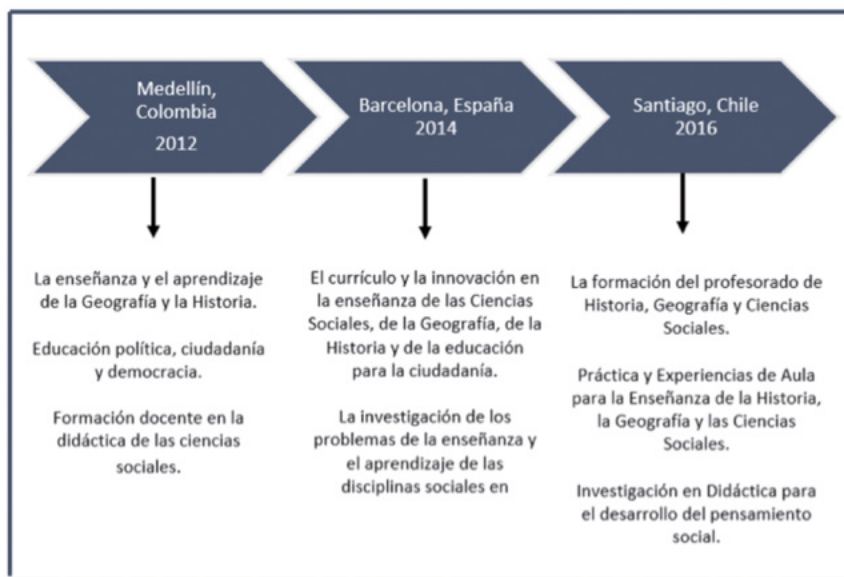 Medellín,
Colombia
2012
Barcelona, España
2014
Santiago, Chile
2016
La enseñanza y el aprendizaje
de la Geografía y la Historia.
Educación política, ciudadanía
y democracia.
Formación docente en la
didáctica de las ciencias
sociales.
El currículo y la innovación en
la enseñanza de las Ciencias
Sociales, de la Geografía, de la
Historia y de la educación
para la ciudadanía.
La investigación de los
problemas de la enseñanza y
el aprendizaje de las
disciplinas sociales en
La formación del profesorado de
Historia, Geografía y Ciencias
Sociales.
Práctica y Experiencias de Aula
para la Enseñanza de la Historia,
la Geografía y las Ciencias
Sociales.
Investigación en Didáctica para
el desarrollo del pensamiento
social.